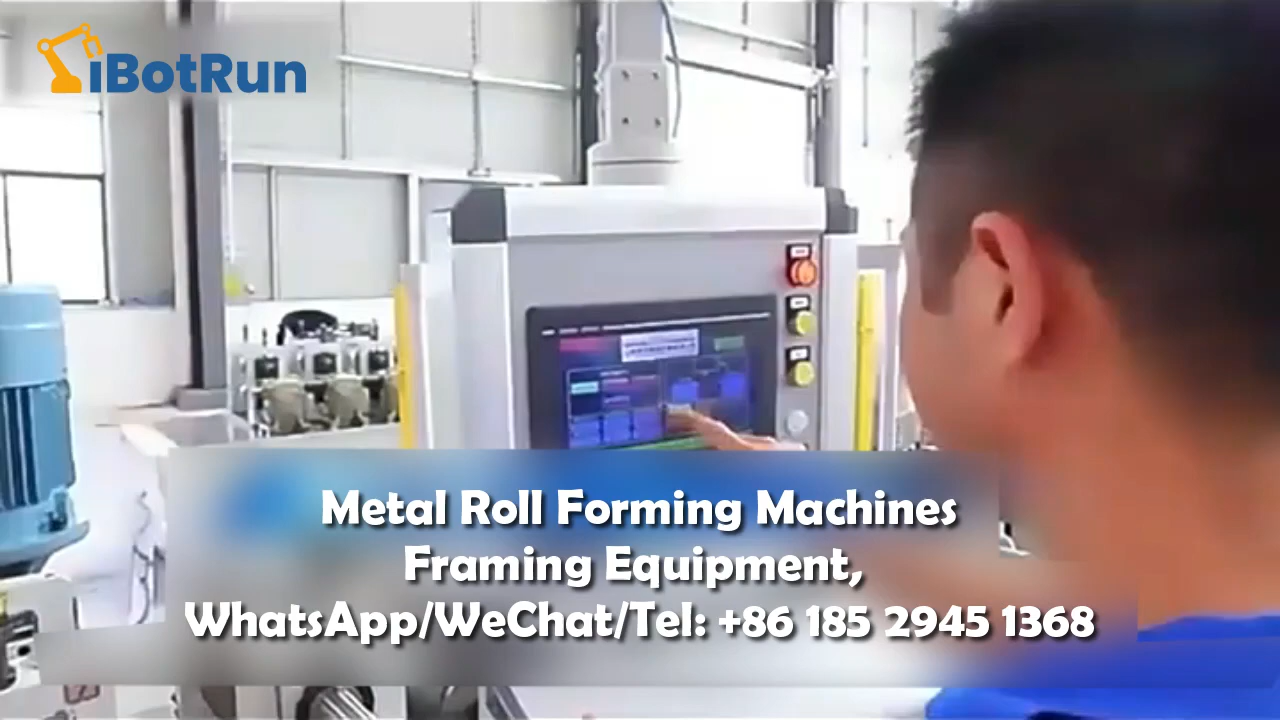 iBotRun
Metal Roll Forming Machines
Framing Equipment,
WhatsApp/WeChat/Tel: +86 185 2945 1368